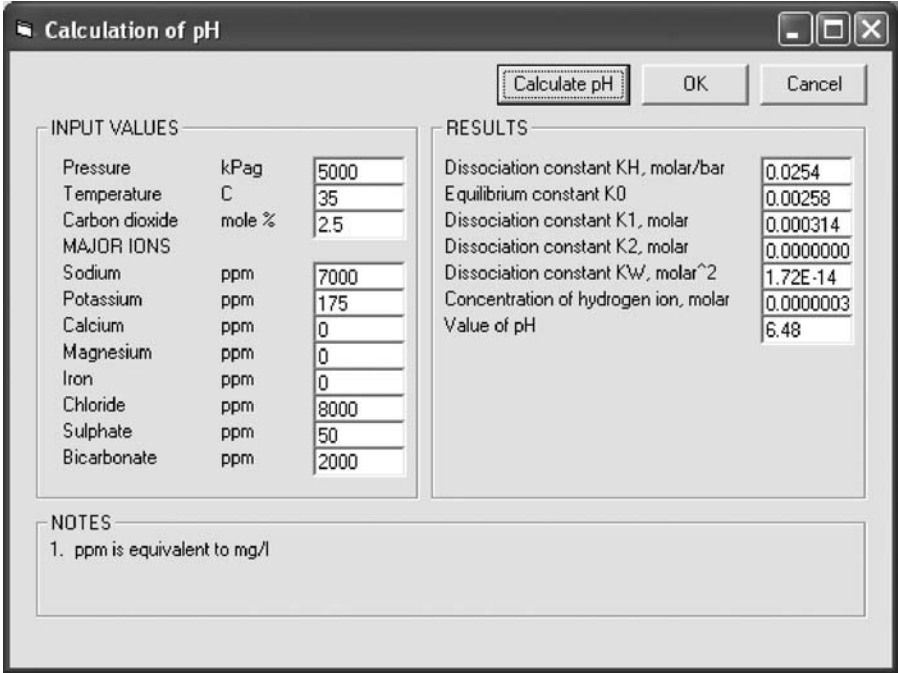 Calculation of pH
Calculate pH OK Cancel
INPUT VALUES
Pressure kPag 5000
Temperature C 35
Carbon dioxide mole % 2.5
MAJOR IONS
Sodium ppm 7000
Potassium ppm 175
Calcium ppm 0
Magnesium ppm 0
Iron ppm 0
Chloride ppm 8000
Sulphate ppm 50
Bicarbonate ppm 2000
RESULTS
Dissociation constant KH, molar/bar 0.0254
Equilibrium constant K0 0.00258
Dissociation constant K1, molar 0.000314
Dissociation constant K2, molar 0.0000000
Dissociation constant KW, molar^2 1.72E-14
Concentration of hydrogen ion, molar 0.0000003
Value of pH 6.48
NOTES
1. ppm is equivalent to mg/l